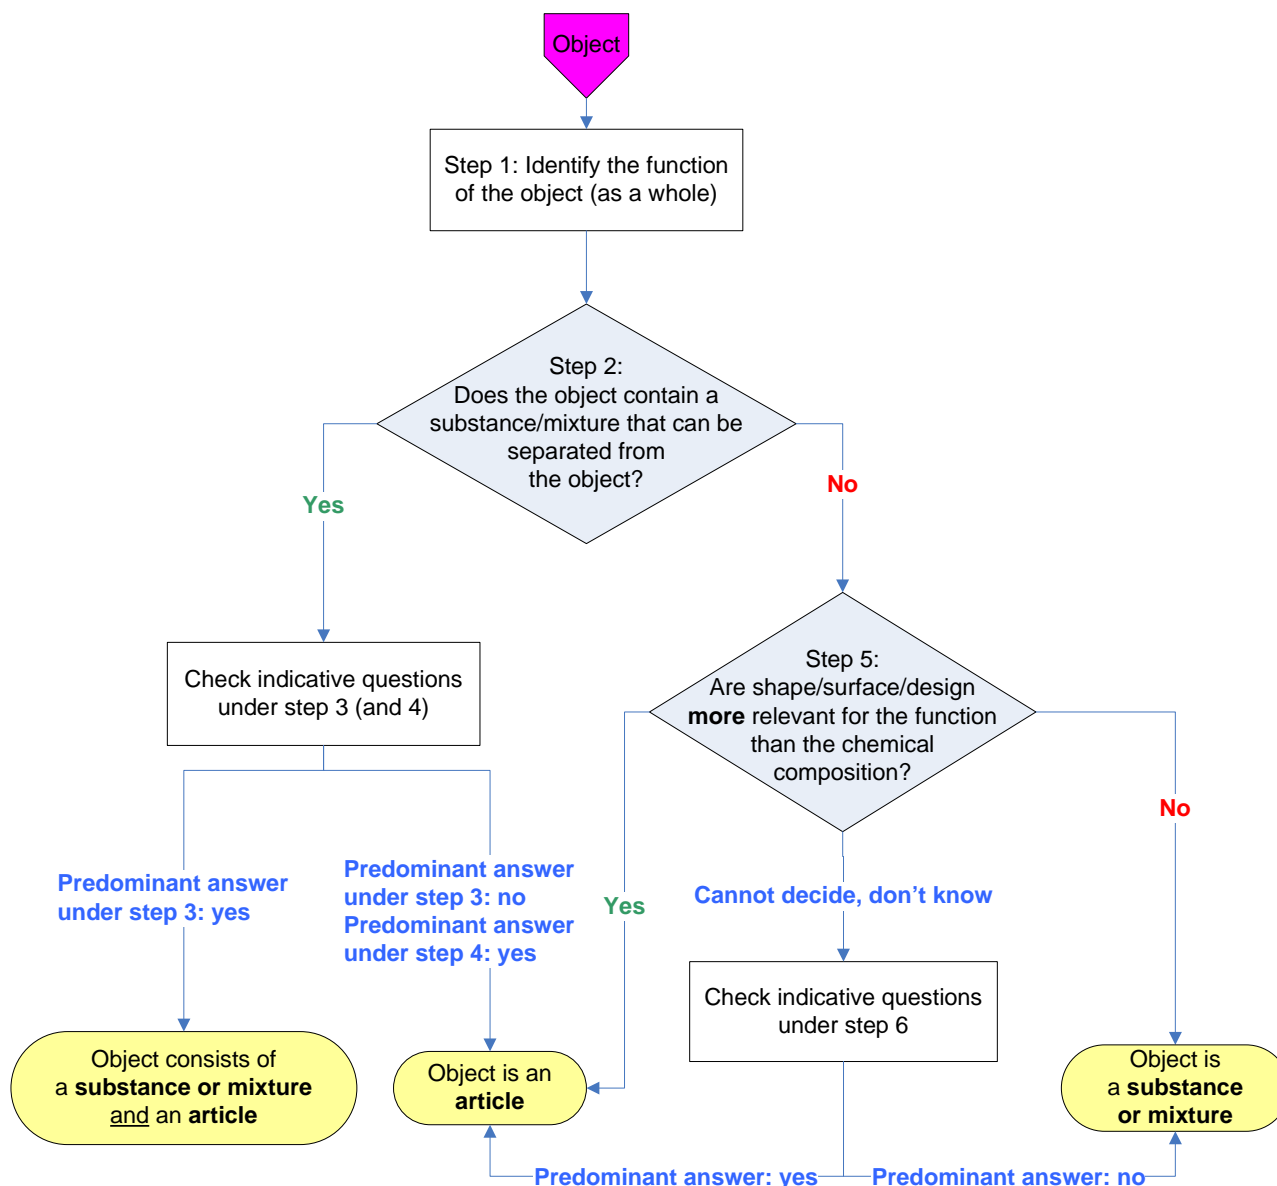 Object
Step 1: Identify the function
of the object (as a whole)
Step 2:
Does the object contain a
substance/mixture that can be
separated from
the object?
Yes
No
Check indicative questions
under step 3 (and 4)
Step 5:
Are shape/surface/design
more relevant for the function
than the chemical
composition?
Predominant answer
under step 3: yes
Predominant answer
under step 3: no
Predominant answer
under step 4: yes
Yes
Cannot decide, don’t know
No
Check indicative questions
under step 6
Object consists of
a substance or mixture
and an article
Object is an
article
Object is
a substance
or mixture
Predominant answer: yes
Predominant answer: no